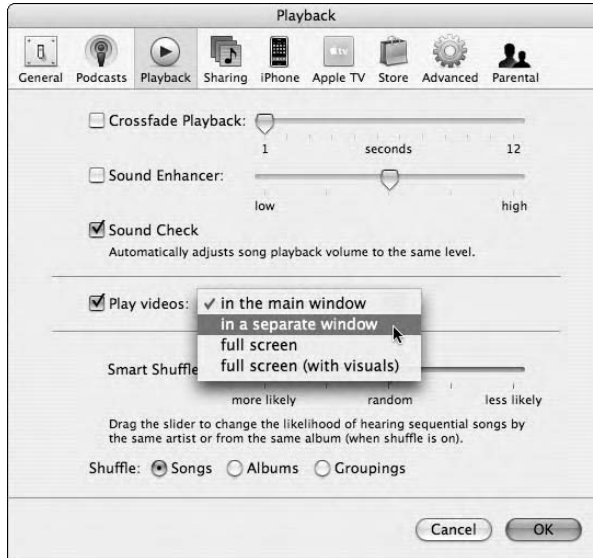 Playback
General Podcasts Playback Sharing iPhone Apple TV Store Advanced Parental
Crossfade Playback:
1 seconds 12
Sound Enhancer:
low high
Sound Check
Automatically adjusts song playback volume to the same level.
Play videos: ✓ in the main window
in a separate window
full screen
full screen (with visuals)
Smart Shuffle
more likely random less likely
Drag the slider to change the likelihood of hearing sequential songs by
the same artist or from the same album (when shuffle is on).
Shuffle: Songs Albums Groupings
Cancel OK